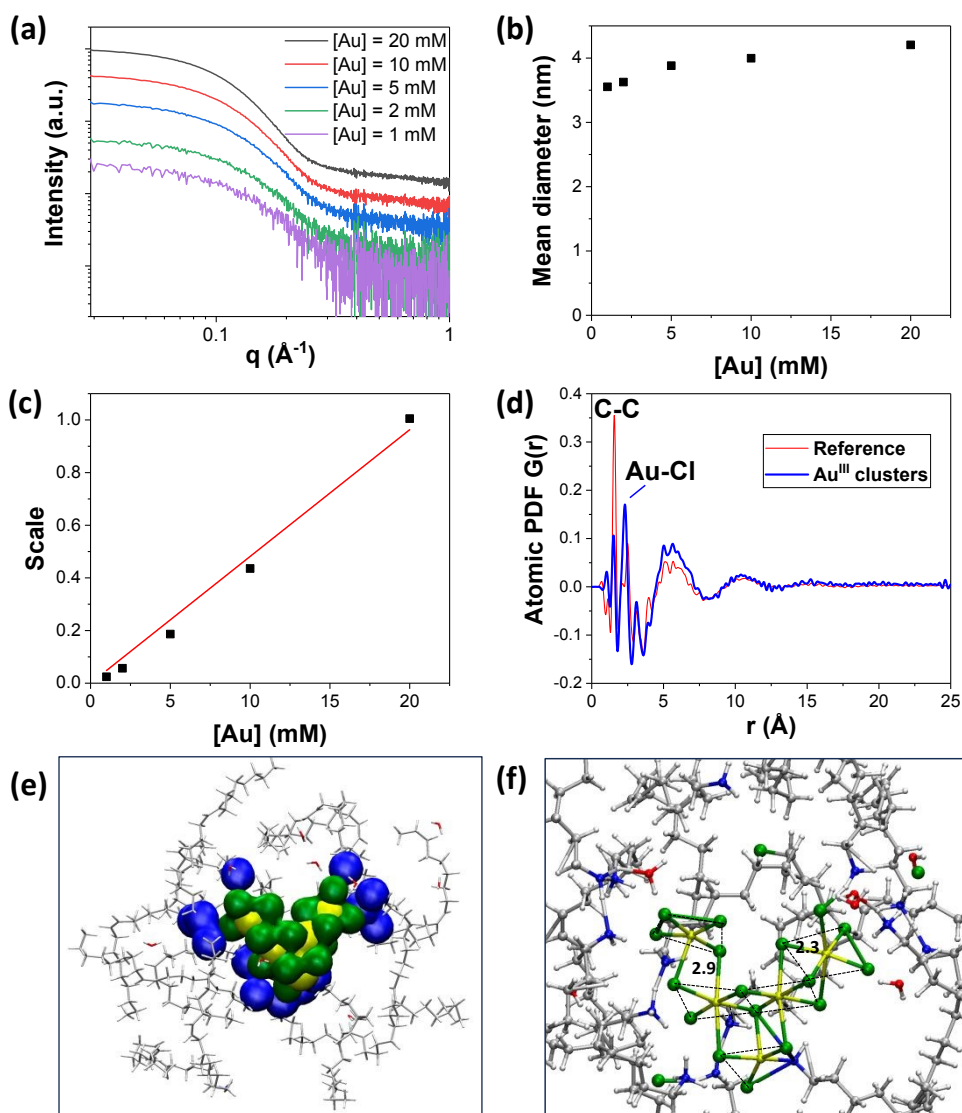 (a)
[Au] = 20 mM
[Au] = 10 mM
[Au] = 5 mM
[Au] = 2 mM
[Au] = 1 mM
Intensity (a.u.)
0.1
1
q (Å⁻¹)
(b)
4
2
0
Mean diameter (nm)
0
5
10
15
20
[Au] (mM)
(c)
1.0
0.8
0.6
0.4
0.2
0.0
Scale
0
5
10
15
20
[Au] (mM)
(d)
C-C
Au-Cl
Reference
Auᴵᴵᴵ clusters
0.4
0.3
0.2
0.1
0.0
-0.1
-0.2
Atomic PDF G(r)
0
5
10
15
20
25
r (Å)
(e)
(f)
2.3
2.9